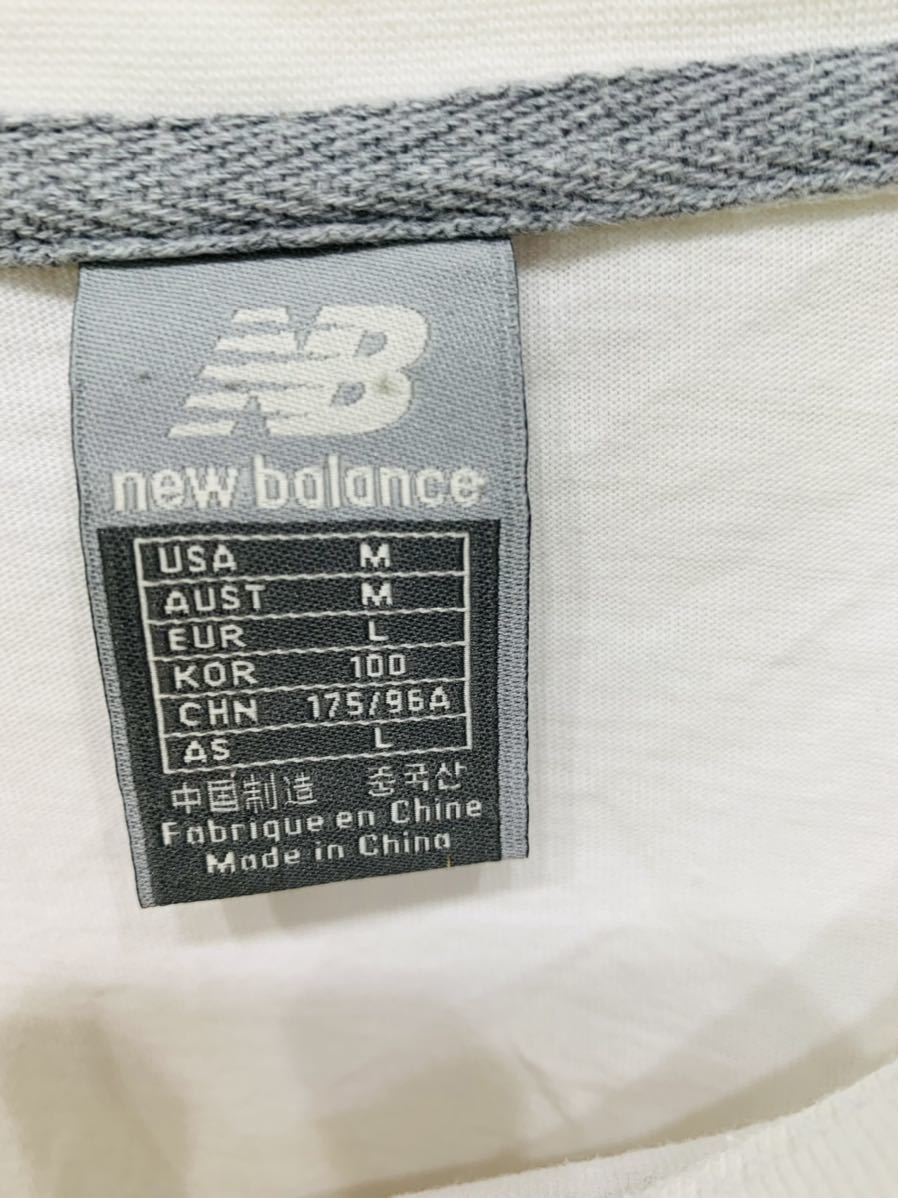 NB
new balance
USA M
AUST M
EUR L
KOR 100
CHN 175/96A
AS L
中国制造 중국산
Fabrique en Chine
Made in China